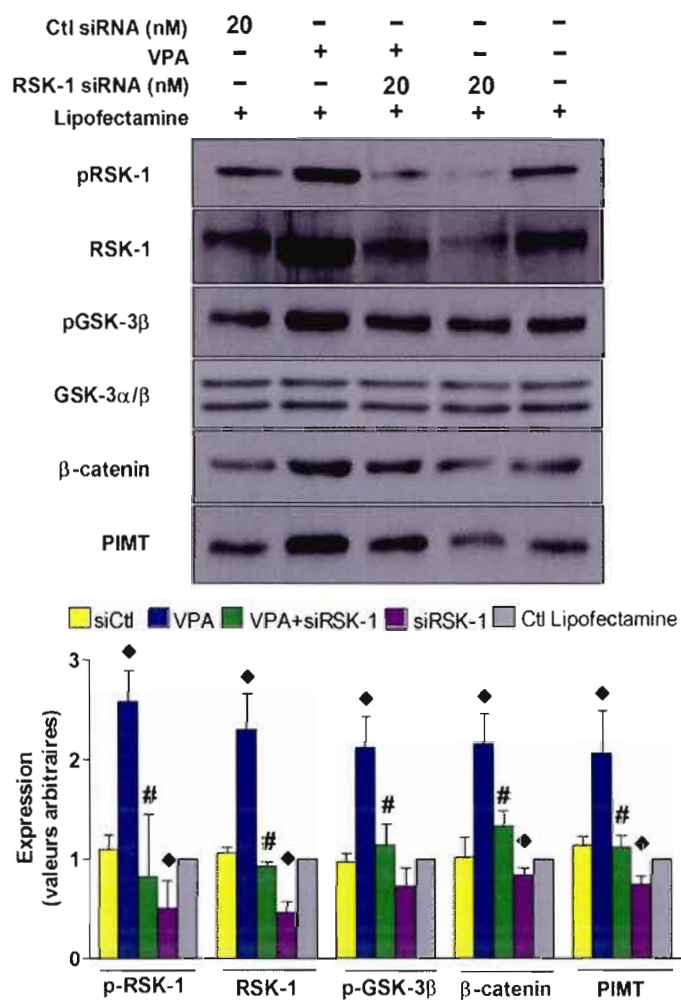 Ctl siRNA (nM) 20 – – – –
VPA – + + – –
RSK-1 siRNA (nM) – – 20 20 –
Lipofectamine + + + + +
pRSK-1
RSK-1
pGSK-3β
GSK-3α/β
β-catenin
PIMT
siCtl VPA VPA+siRSK-1 siRSK-1 Ctl Lipofectamine
Expression
(valeurs arbitraires)
3
2
1
0
◆ # ◆ ◆ # ◆ ◆ # ◆ # ◆ ◆ # ◆
p-RSK-1 RSK-1 p-GSK-3β β-catenin PIMT